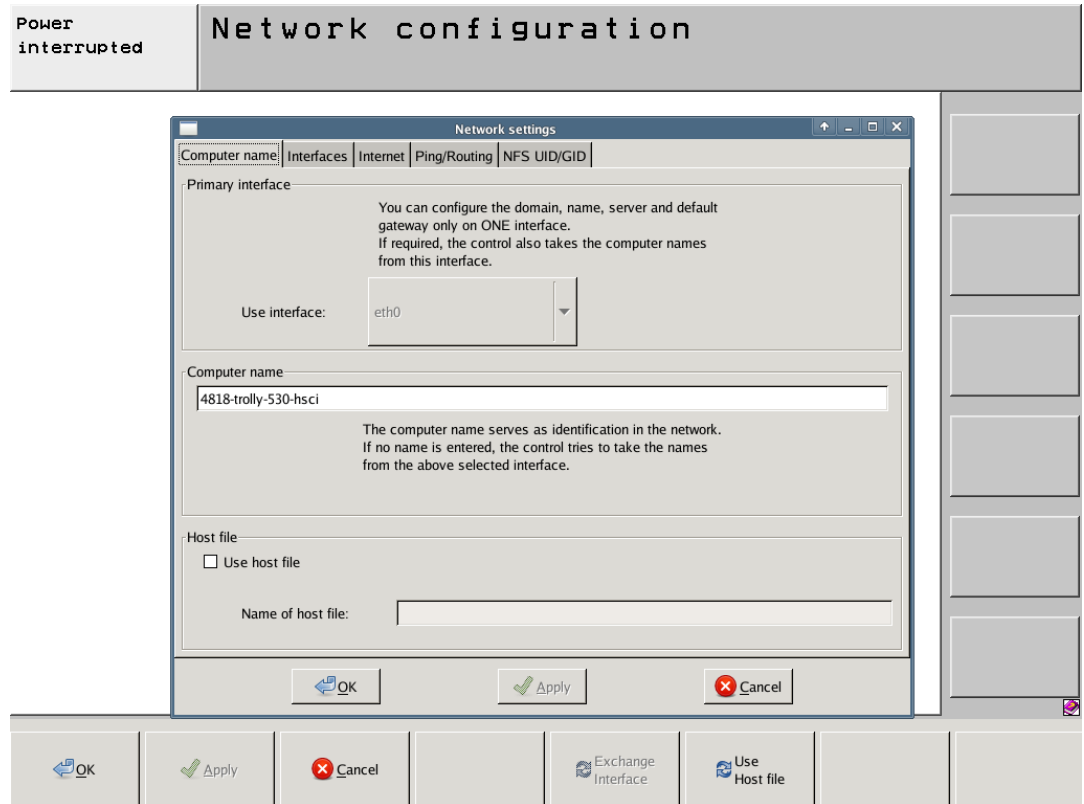 Power
interrupted
Network configuration
Network settings
Computer name Interfaces Internet Ping/Routing NFS UID/GID
Primary interface
You can configure the domain, name, server and default
gateway only on ONE interface.
If required, the control also takes the computer names
from this interface.
Use interface: eth0
Computer name
4818-trolly-530-hsci
The computer name serves as identification in the network.
If no name is entered, the control tries to take the names
from the above selected interface.
Host file
Use host file
Name of host file:
OK Apply Cancel
OK Apply Cancel
Exchange
Interface
Use
Host file